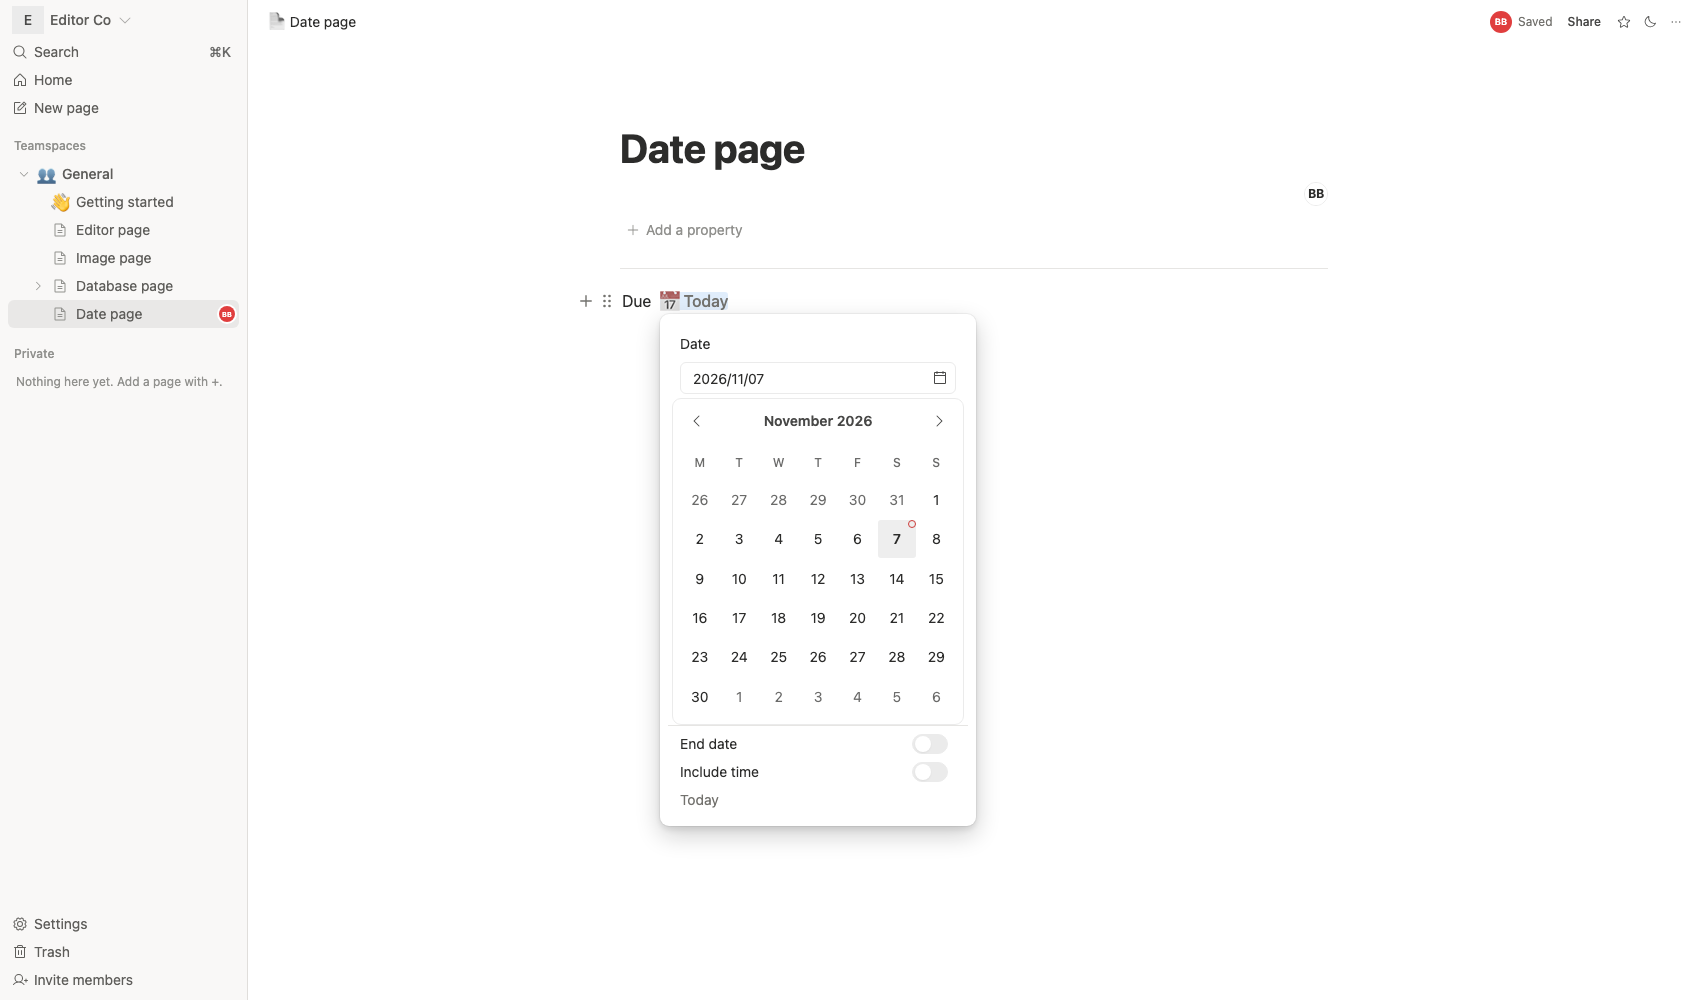 E Editor Co
Search ⌘K
Home
New page
Teamspaces
General
Getting started
Editor page
Image page
Database page
Date page BB
Private
Nothing here yet. Add a page with +.
Settings
Trash
Invite members
Date page
BB Saved Share
Date page
BB
Add a property
Due 17 Today
Date
2026/11/07
November 2026
M T W T F S S
26 27 28 29 30 31 1
2 3 4 5 6 7 8
9 10 11 12 13 14 15
16 17 18 19 20 21 22
23 24 25 26 27 28 29
30 1 2 3 4 5 6
End date
Include time
Today